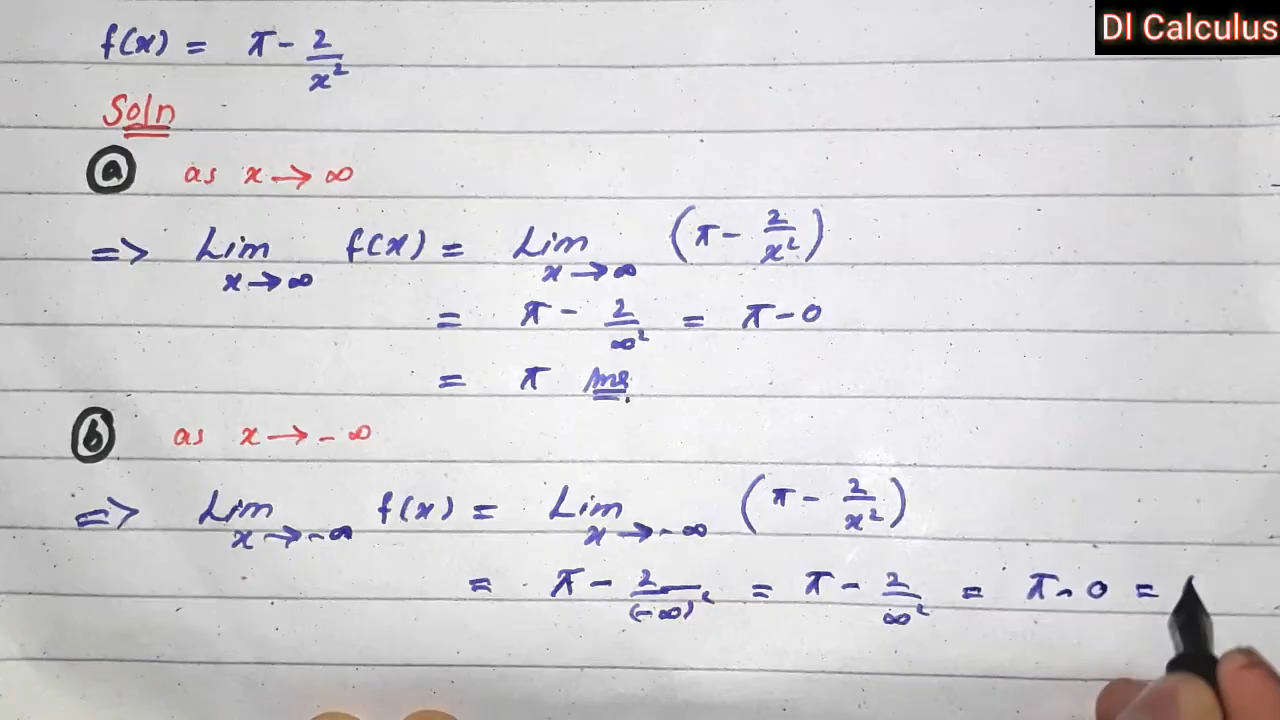 DI Calculus
f(x) = π - 2/x²
Soln
(a) as x → ∞
=> Lim x→∞ f(x) = Lim x→∞ (π - 2/x²)
= π - 2/∞² = π - 0
= π Ans.
(b) as x → -∞
=> Lim x→-∞ f(x) = Lim x→-∞ (π - 2/x²)
= π - 2/(-∞)² = π - 2/∞² = π - 0 =